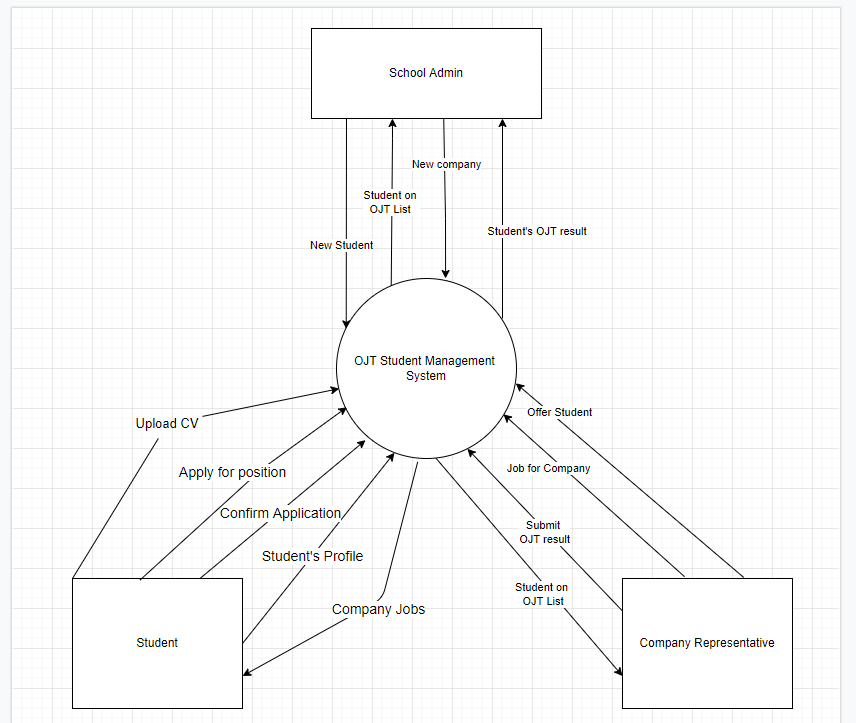 School Admin
New company
Student on
OJT List
Student's OJT result
New Student
OJT Student Management
System
Offer Student
Upload CV
Job for Company
Apply for position
Confirm Application
Submit
OJT result
Student's Profile
Student on
OJT List
Company Jobs
Student
Company Representative